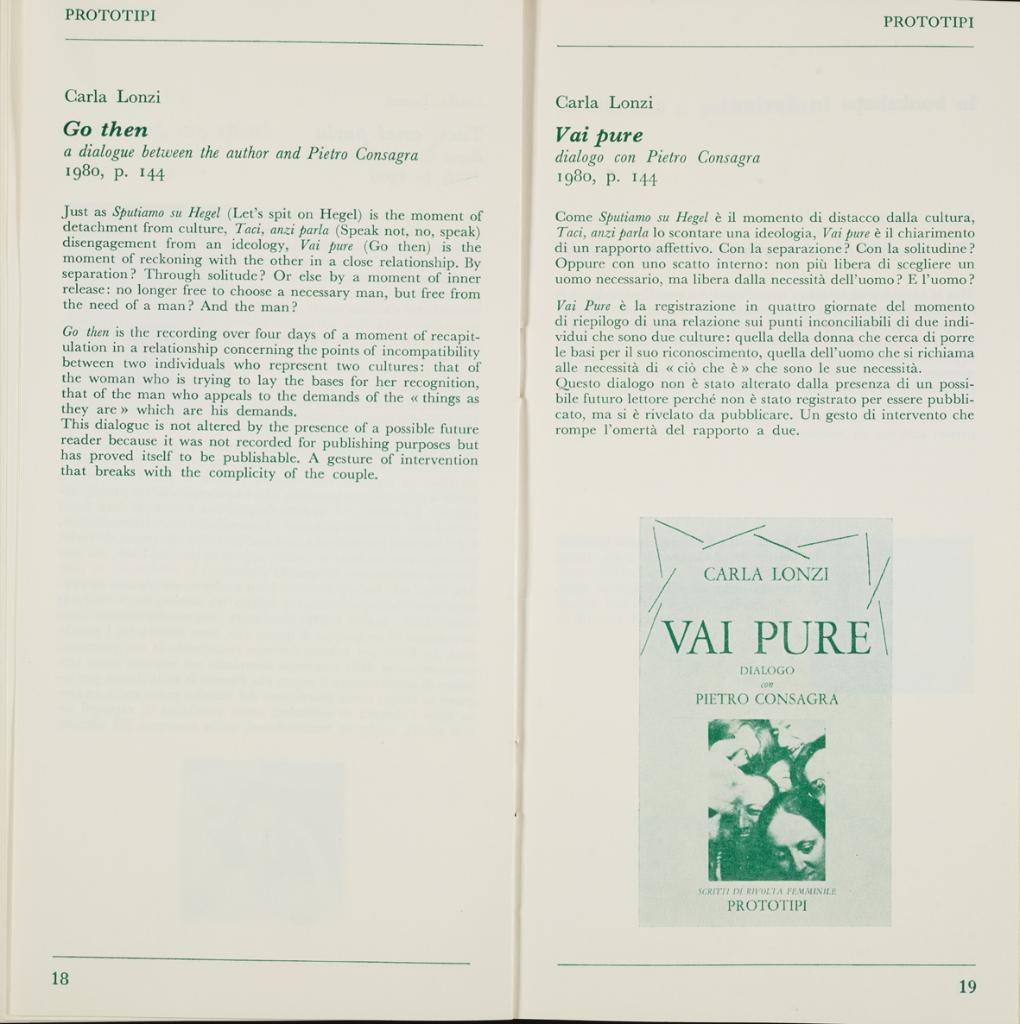 PROTOTIPI
Carla Lonzi
Go then
a dialogue between the author and Pietro Consagra
1980, p. 144
Just as Sputiamo su Hegel (Let's spit on Hegel) is the moment of
detachment from culture, Taci, anzi parla (Speak not, no, speak)
disengagement from an ideology, Vai pure (Go then) is the
moment of reckoning with the other in a close relationship. By
separation? Through solitude? Or else by a moment of inner
release: no longer free to choose a necessary man, but free from
the need of a man? And the man?
Go then is the recording over four days of a moment of recapit-
ulation in a relationship concerning the points of incompatibility
between two individuals who represent two cultures: that of
the woman who is trying to lay the bases for her recognition,
that of the man who appeals to the demands of the « things as
they are » which are his demands.
This dialogue is not altered by the presence of a possible future
reader because it was not recorded for publishing purposes but
has proved itself to be publishable. A gesture of intervention
that breaks with the complicity of the couple.
18
PROTOTIPI
Carla Lonzi
Vai pure
dialogo con Pietro Consagra
1980, p. 144
Come Sputiamo su Hegel è il momento di distacco dalla cultura,
Taci, anzi parla lo scontare una ideologia, Vai pure è il chiarimento
di un rapporto affettivo. Con la separazione? Con la solitudine?
Oppure con uno scatto interno: non più libera di scegliere un
uomo necessario, ma libera dalla necessità dell'uomo? E l'uomo?
Vai Pure è la registrazione in quattro giornate del momento
di riepilogo di una relazione sui punti inconciliabili di due indi-
vidui che sono due culture: quella della donna che cerca di porre
le basi per il suo riconoscimento, quella dell'uomo che si richiama
alle necessità di « ciò che è » che sono le sue necessità.
Questo dialogo non è stato alterato dalla presenza di un possi-
bile futuro lettore perché non è stato registrato per essere pubbli-
cato, ma si è rivelato da pubblicare. Un gesto di intervento che
rompe l'omertà del rapporto a due.
CARLA LONZI
VAI PURE
DIALOGO
con
PIETRO CONSAGRA
SCRITTI DI RIVOLTA FEMMINILE
PROTOTIPI
19